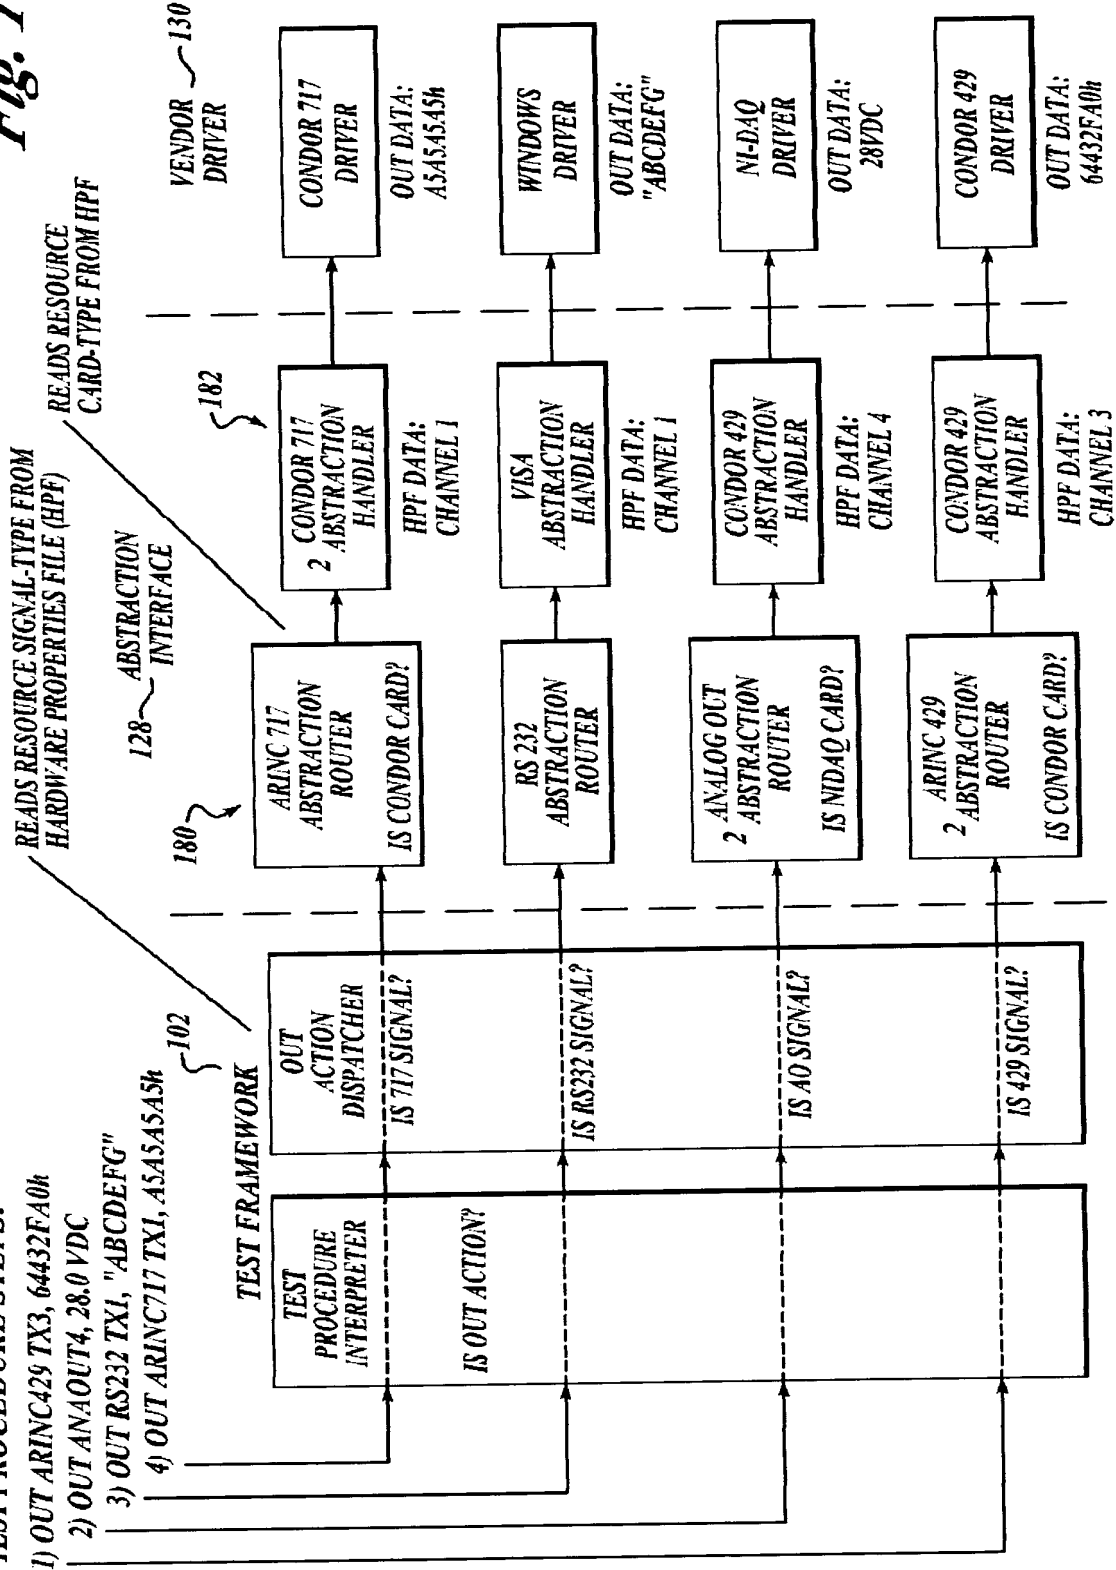 Fig. 1
1) OUT ARINC429 TX3, 64432FA0h
2) OUT ANAOUT4, 28.0 VDC
3) OUT RS232 TX1, "ABCDEFG"
4) OUT ARINC717 TX1, A5A5A5A5h
READS RESOURCE SIGNAL-TYPE FROM
HARDWARE PROPERTIES FILE (HPF)
READS RESOURCE
CARD-TYPE FROM HPF
TEST FRAMEWORK
102
128
ABSTRACTION
INTERFACE
VENDOR
DRIVER
130
180
182
TEST
PROCEDURE
INTERPRETER
IS OUT ACTION?
OUT
ACTION
DISPATCHER
IS 717 SIGNAL?
IS RS232 SIGNAL?
IS AO SIGNAL?
IS 429 SIGNAL?
ARINC 717
ABSTRACTION
ROUTER
IS CONDOR CARD?
2 CONDOR 717
ABSTRACTION
HANDLER
HPF DATA:
CHANNEL 1
CONDOR 717
DRIVER
OUT DATA:
A5A5A5A5h
RS 232
ABSTRACTION
ROUTER
VISA
ABSTRACTION
HANDLER
HPF DATA:
CHANNEL 1
WINDOWS
DRIVER
OUT DATA:
"ABCDEFG"
ANALOG OUT
2 ABSTRACTION
ROUTER
IS NIDAQ CARD?
CONDOR 429
ABSTRACTION
HANDLER
HPF DATA:
CHANNEL 4
NI-DAQ
DRIVER
OUT DATA:
28VDC
ARINC 429
2 ABSTRACTION
ROUTER
IS CONDOR CARD?
CONDOR 429
ABSTRACTION
HANDLER
HPF DATA:
CHANNEL 3
CONDOR 429
DRIVER
OUT DATA:
64432FA0h